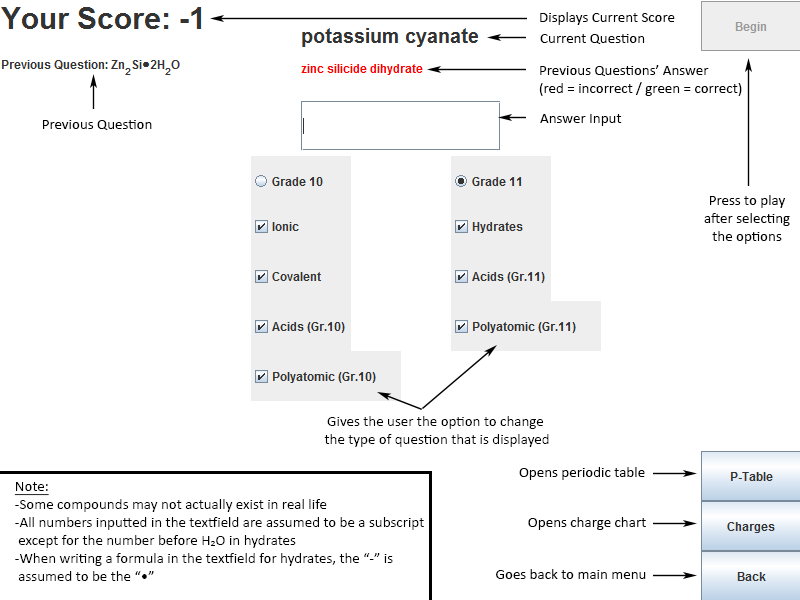 Your Score: -1
Displays Current Score
potassium cyanate
Current Question
Begin
Previous Question: Zn2Si•2H2O
zinc silicide dihydrate
Previous Questions' Answer
(red = incorrect / green = correct)
Previous Question
Answer Input
Press to play
after selecting
the options
Grade 10
Grade 11
Ionic
Hydrates
Covalent
Acids (Gr.11)
Acids (Gr.10)
Polyatomic (Gr.11)
Polyatomic (Gr.10)
Gives the user the option to change
the type of question that is displayed
Opens periodic table
P-Table
Opens charge chart
Charges
Goes back to main menu
Back
Note:
-Some compounds may not actually exist in real life
-All numbers inputted in the textfield are assumed to be a subscript
except for the number before H₂O in hydrates
-When writing a formula in the textfield for hydrates, the “-” is
assumed to be the “•”